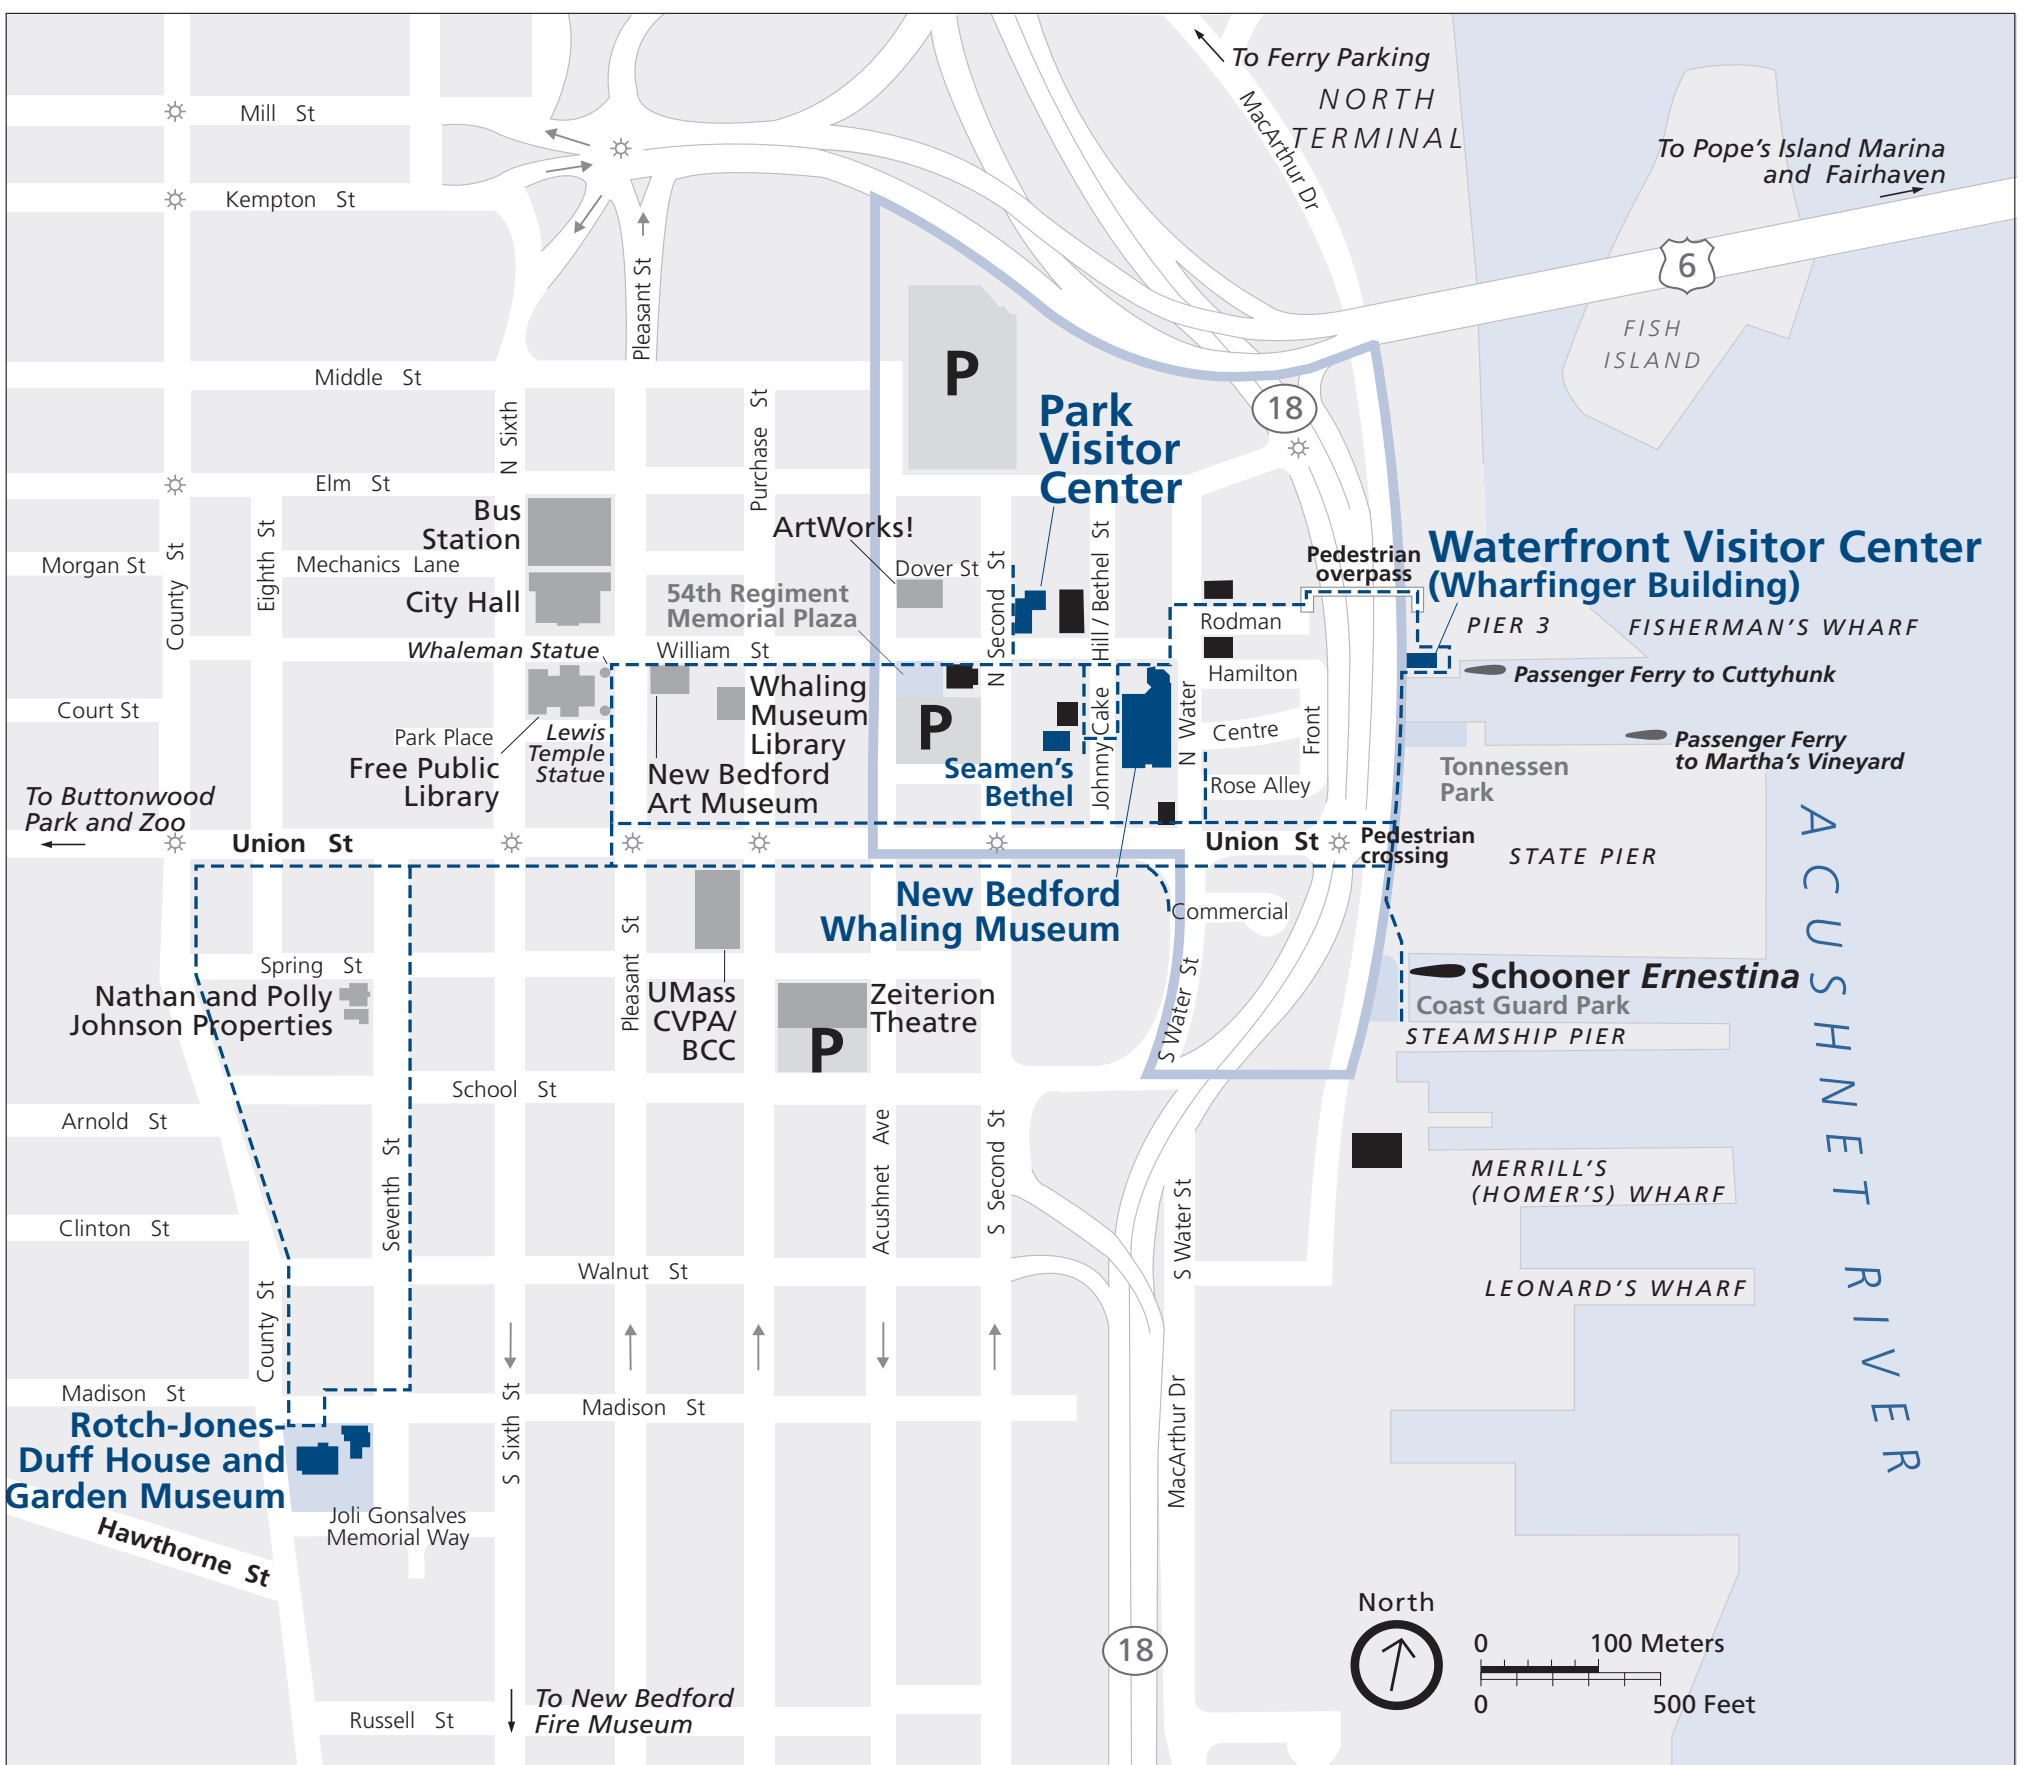 To Ferry Parking
NORTH
TERMINAL
MacArthur Dr
To Pope's Island Marina
and Fairhaven
Mill St
Kempton St
6
FISH
ISLAND
Pleasant St
Middle St
P
18
Park
Visitor
Center
N Sixth
Purchase St
Elm St
Bus
Station
ArtWorks!
Eighth St
County St
Morgan St
Mechanics Lane
Dover St
N Second St
Hill / Bethel St
Pedestrian
overpass
Waterfront Visitor Center
(Wharfinger Building)
City Hall
54th Regiment
Memorial Plaza
Rodman
PIER 3
FISHERMAN'S WHARF
Whaleman Statue
William St
Hamilton
Passenger Ferry to Cuttyhunk
Whaling
Museum
Library
P
Johnny Cake
N Water
Court St
Park Place
Lewis
Temple
Statue
Centre
Front
Passenger Ferry
to Martha's Vineyard
Free Public
Library
New Bedford
Art Museum
Seamen's
Bethel
Rose Alley
Tonnessen
Park
To Buttonwood
Park and Zoo
Union St
Union St
Pedestrian
crossing
STATE PIER
ACUSHNET RIVER
New Bedford
Whaling Museum
Commercial
Pleasant St
Spring St
Nathan and Polly
Johnson Properties
UMass
CVPA/
BCC
Zeiterion
Theatre
P
S Water St
Schooner Ernestina
Coast Guard Park
STEAMSHIP PIER
School St
Arnold St
Seventh St
Acushnet Ave
S Second St
MERRILL'S
(HOMER'S) WHARF
Clinton St
S Water St
Walnut St
LEONARD'S WHARF
County St
Madison St
Madison St
S Sixth St
MacArthur Dr
Rotch-Jones-
Duff House and
Garden Museum
Joli Gonsalves
Memorial Way
Hawthorne St
North
18
0 100 Meters
0 500 Feet
To New Bedford
Fire Museum
Russell St